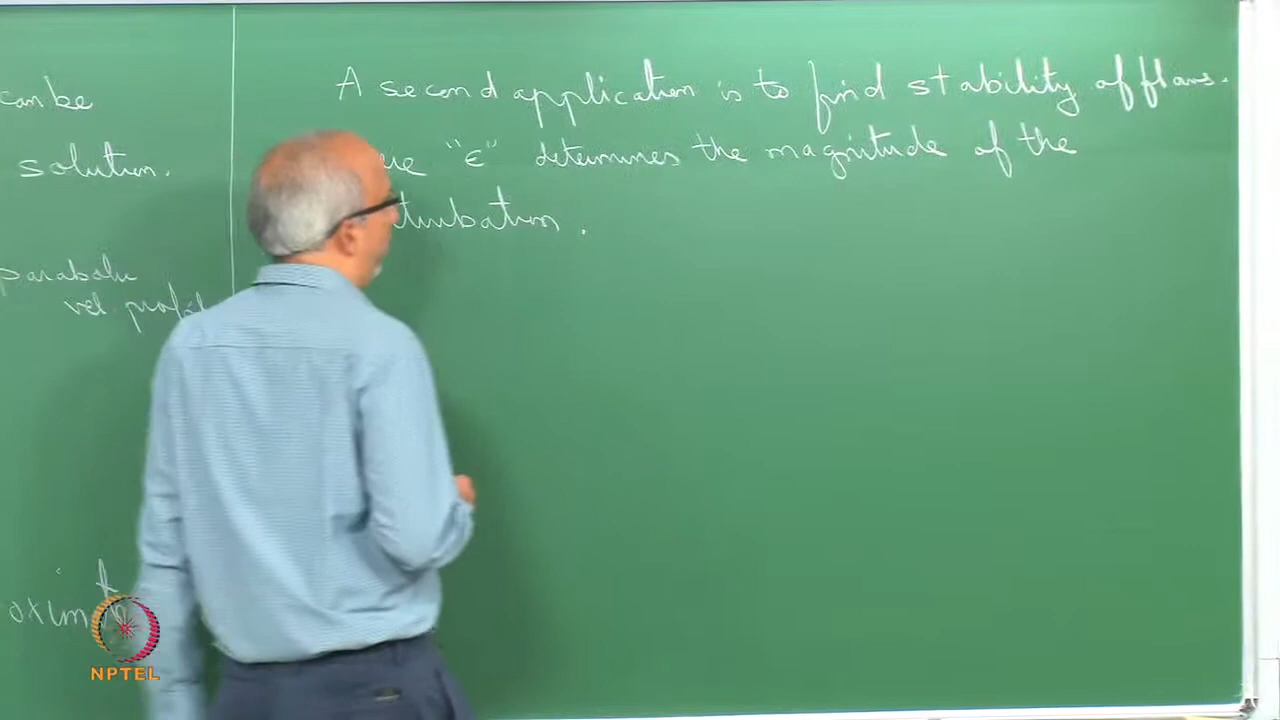 can be
solution.
parabolic
vel. profile
A second application is to find stability of flows.
"ϵ" determines the magnitude of the
turbation.
NPTEL